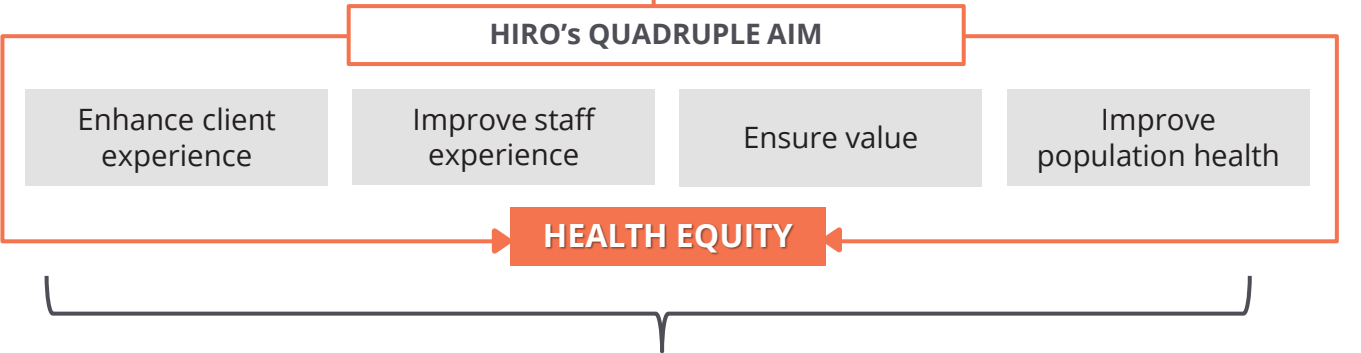 HIRO's QUADRUPLE AIM
Enhance client
experience
Improve staff
experience
Ensure value
Improve
population health
HEALTH EQUITY